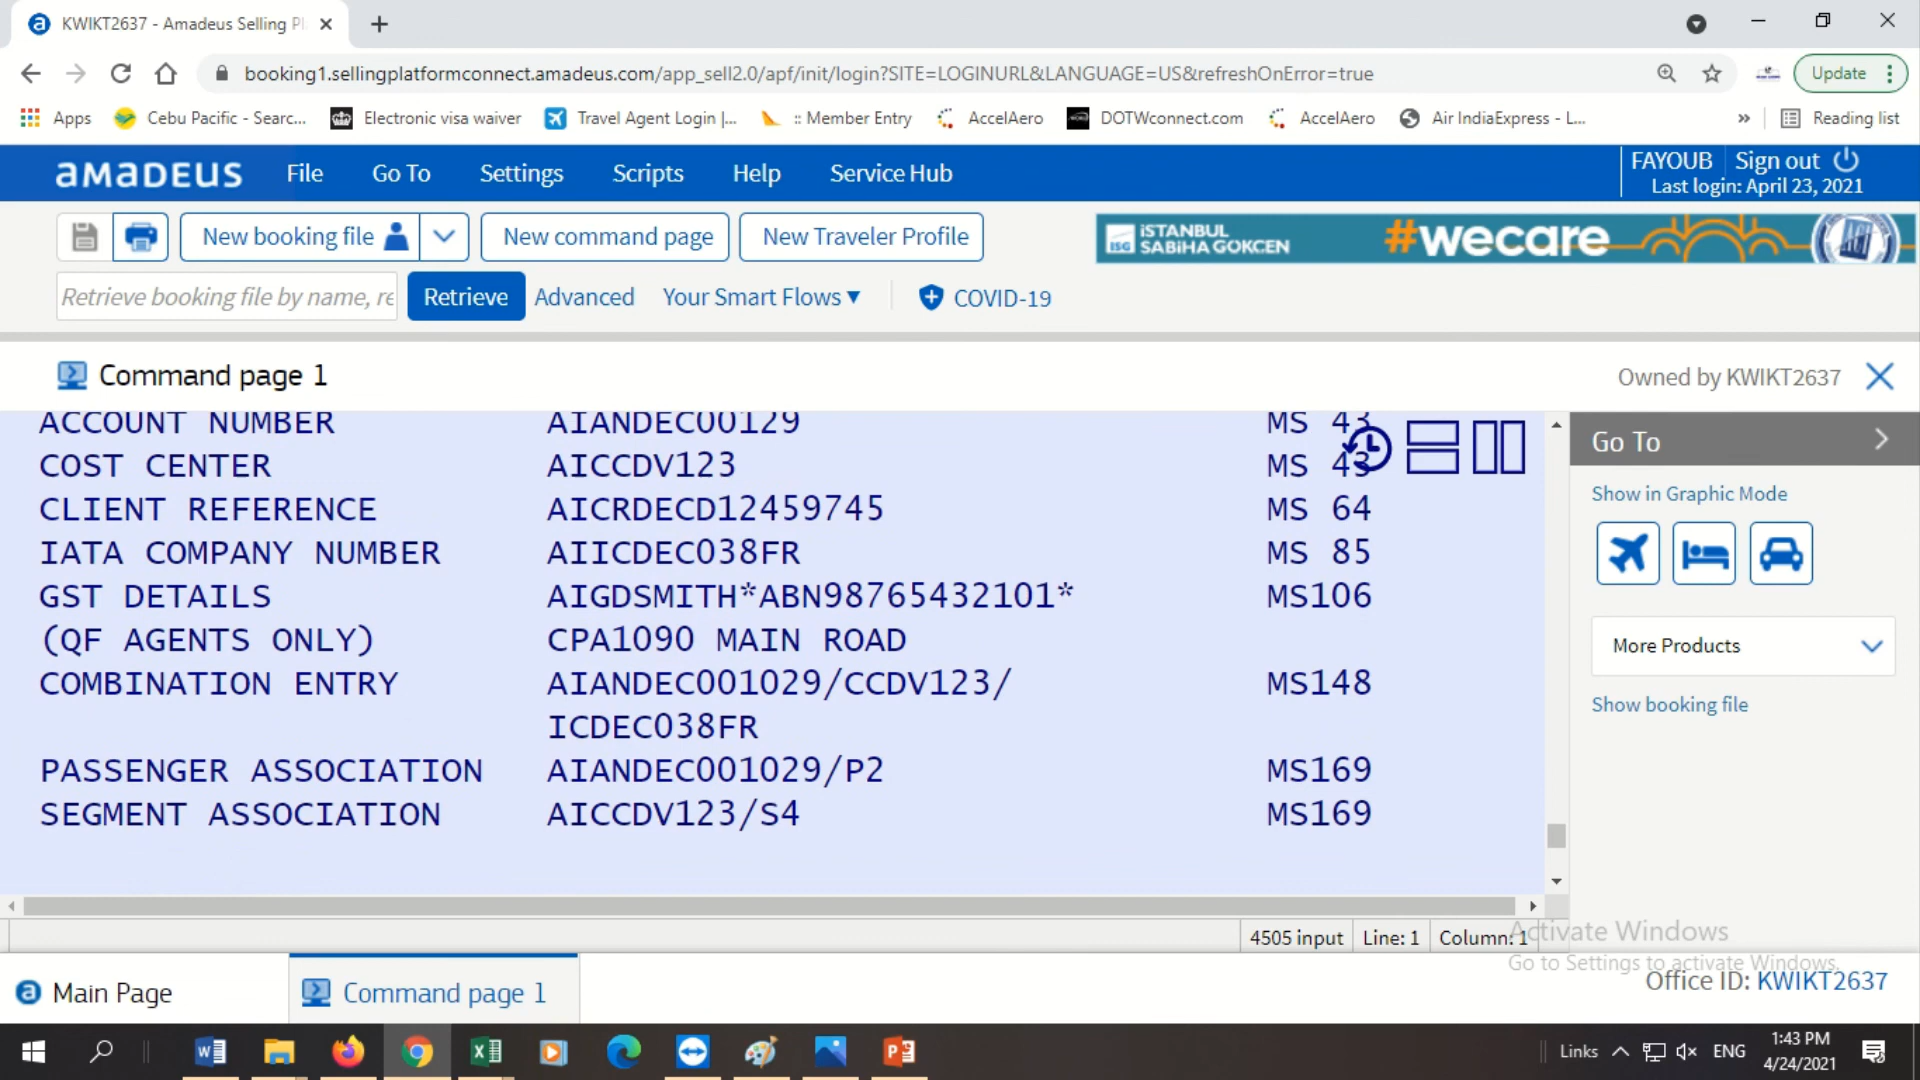 KWIKT2637 - Amadeus Selling Pl
booking1.sellingplatformconnect.amadeus.com/app_sell2.0/apf/init/login?SITE=LOGINURL&LANGUAGE=US&refreshOnError=true
Update
Apps
Cebu Pacific - Searc...
Electronic visa waiver
Travel Agent Login |...
:: Member Entry
AccelAero
DOTWconnect.com
AccelAero
Air IndiaExpress - L...
»
Reading list
aMaDEUS
File
Go To
Settings
Scripts
Help
Service Hub
FAYOUB
Sign out
Last login: April 23, 2021
New booking file
New command page
New Traveler Profile
ISG
iSTANBUL
SABiHA GOKCEN
#wecare
Retrieve booking file by name, re
Retrieve
Advanced
Your Smart Flows
COVID-19
Command page 1
Owned by KWIKT2637
ACCOUNT NUMBER AIANDEC00129 MS 43
COST CENTER AICCDV123 MS 43
CLIENT REFERENCE AICRDECD12459745 MS 64
IATA COMPANY NUMBER AIICDEC038FR MS 85
GST DETAILS AIGDSMITH*ABN98765432101* MS106
(QF AGENTS ONLY) CPA1090 MAIN ROAD
COMBINATION ENTRY AIANDEC001029/CCDV123/ MS148
ICDEC038FR
PASSENGER ASSOCIATION AIANDEC001029/P2 MS169
SEGMENT ASSOCIATION AICCDV123/S4 MS169
Go To
Show in Graphic Mode
More Products
Show booking file
4505 input
Line: 1
Column: 1
Activate Windows
Go to Settings to activate Windows.
Office ID: KWIKT2637
Main Page
Command page 1
Links
ENG
1:43 PM
4/24/2021